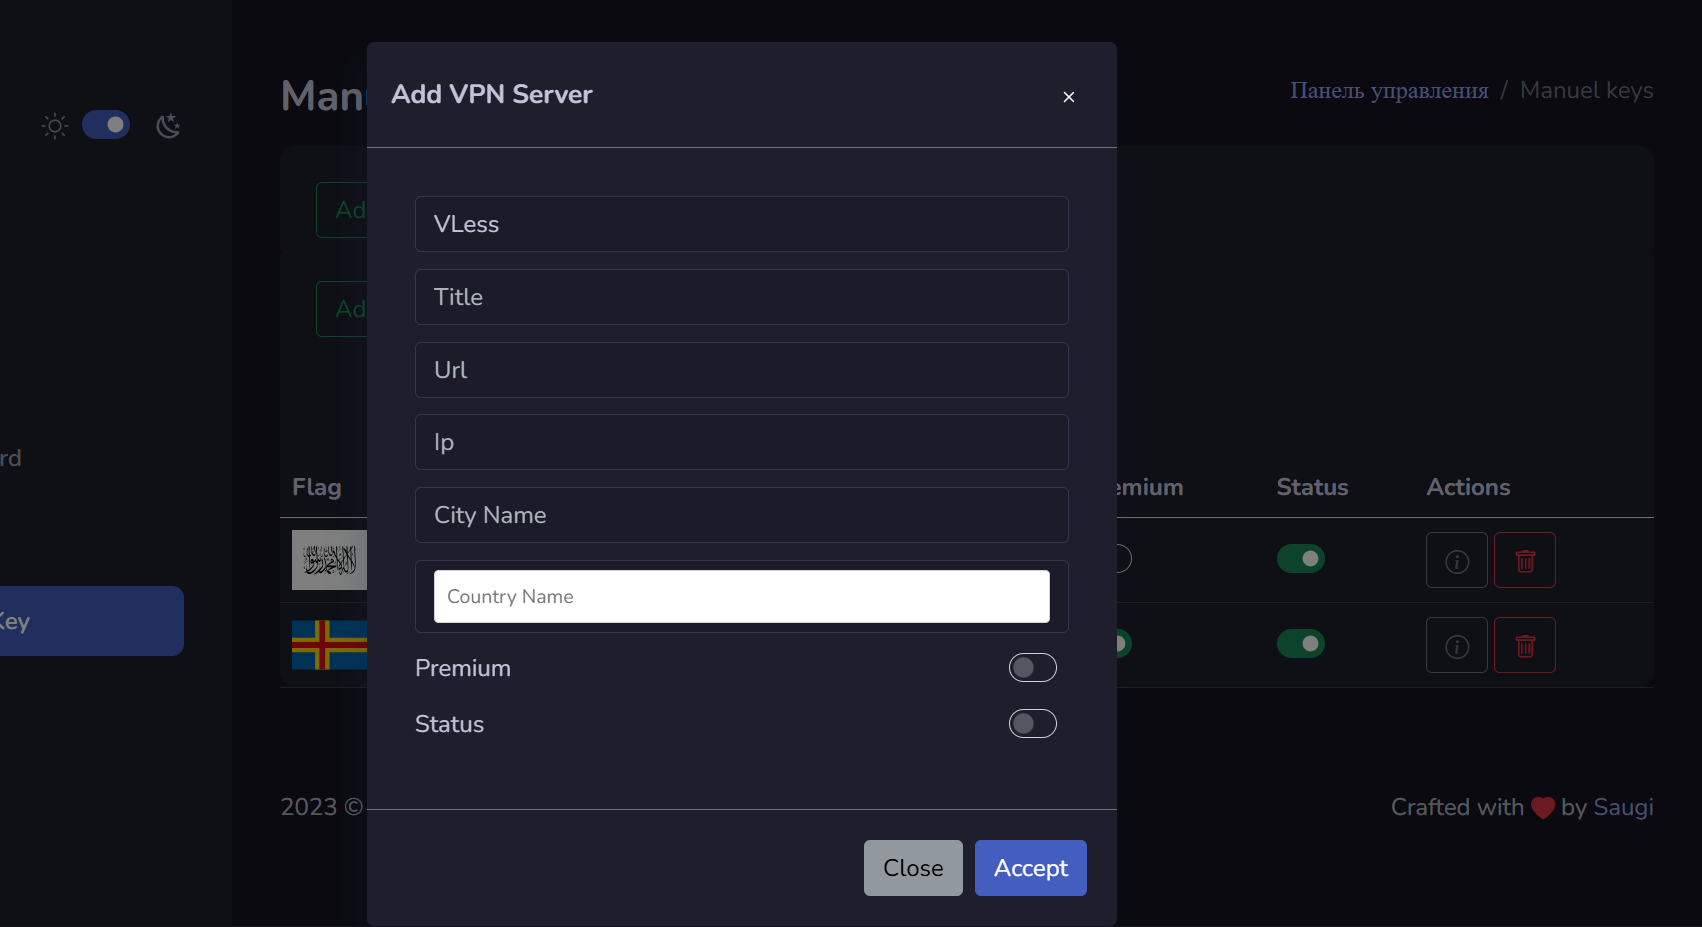 Man
Панель управления / Manuel keys
Add VPN Server
×
Ad
VLess
Title
Ad
Url
Ip
rd
Flag
emium
Status
Actions
City Name
Country Name
Key
Premium
Status
2023 ©
Crafted with by Saugi
Close
Accept